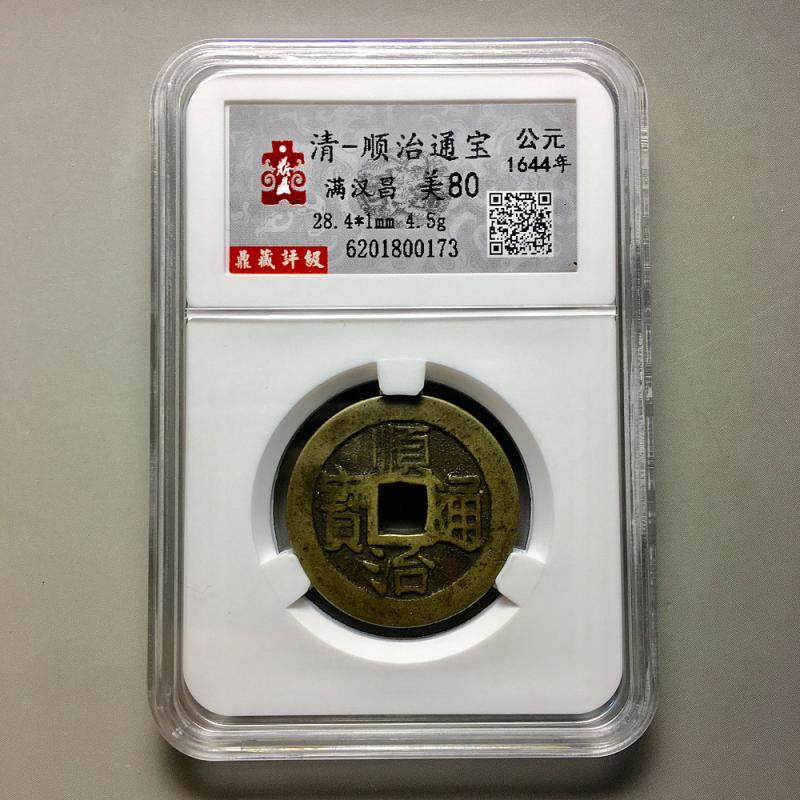 清-顺治通宝
公元
1644年
满汉昌 美80
28.4*1mm 4.5g
鼎藏評級
6201800173
順
寶 通
治